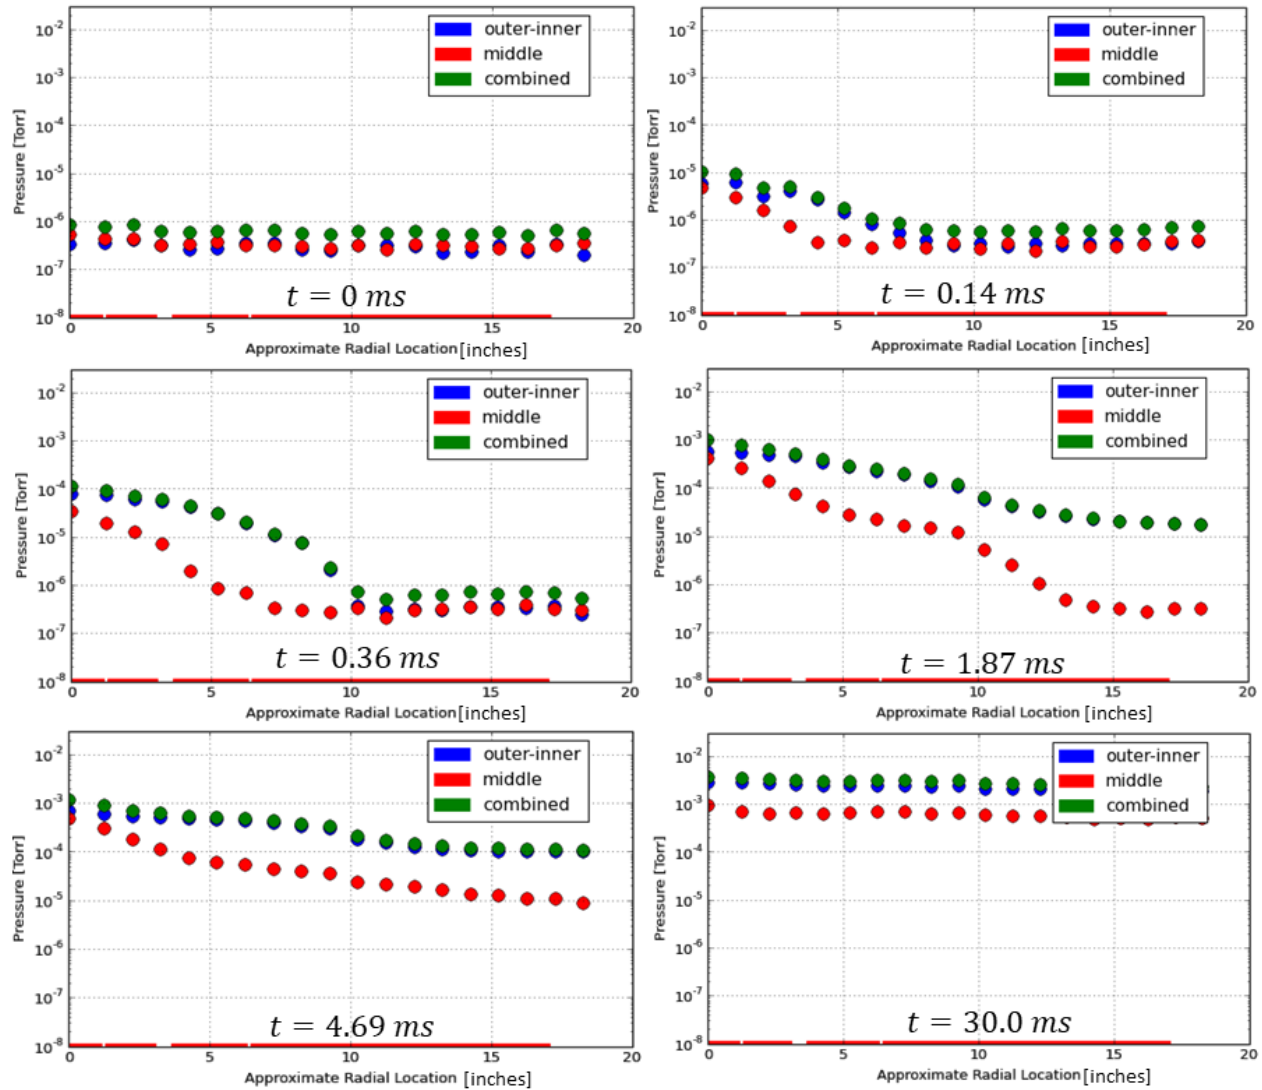 10⁻²
10⁻³
10⁻⁴
10⁻⁵
10⁻⁶
10⁻⁷
10⁻⁸
Pressure [Torr]
outer-inner
middle
combined
t = 0 ms
0 5 10 15 20
Approximate Radial Location [inches]
10⁻²
10⁻³
10⁻⁴
10⁻⁵
10⁻⁶
10⁻⁷
10⁻⁸
Pressure [Torr]
outer-inner
middle
combined
t = 0.14 ms
0 5 10 15 20
Approximate Radial Location [inches]
10⁻²
10⁻³
10⁻⁴
10⁻⁵
10⁻⁶
10⁻⁷
10⁻⁸
Pressure [Torr]
outer-inner
middle
combined
t = 0.36 ms
0 5 10 15 20
Approximate Radial Location [inches]
10⁻²
10⁻³
10⁻⁴
10⁻⁵
10⁻⁶
10⁻⁷
10⁻⁸
Pressure [Torr]
outer-inner
middle
combined
t = 1.87 ms
0 5 10 15 20
Approximate Radial Location [inches]
10⁻²
10⁻³
10⁻⁴
10⁻⁵
10⁻⁶
10⁻⁷
10⁻⁸
Pressure [Torr]
outer-inner
middle
combined
t = 4.69 ms
0 5 10 15 20
Approximate Radial Location [inches]
10⁻²
10⁻³
10⁻⁴
10⁻⁵
10⁻⁶
10⁻⁷
10⁻⁸
Pressure [Torr]
outer-inner
middle
combined
t = 30.0 ms
0 5 10 15 20
Approximate Radial Location [inches]